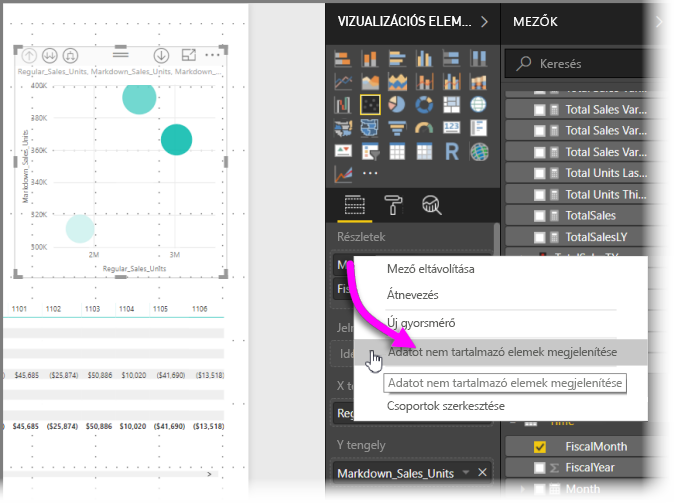 VIZUALIZÁCIÓS ELEM...
MEZŐK
Keresés
Regular_Sales_Units, Markdown_Sales_Units, Markdown_...
400K
380K
360K
340K
320K
300K
Markdown_Sales_Units
2M
3M
Regular_Sales_Units
1101 1102 1103 1104 1105 1106
$45,685 ($25,874) $50,886 $10,020 ($41,690) ($13,518)
$45,685 ($25,874) $50,886 $10,020 ($41,690) ($13,518)
123
R
Részletek
M
Fis
Jel
Ide
X t
Reg
Y tengely
Markdown_Sales_Units
Mező eltávolítása
Átnevezés
Új gyorsmérő
Adatot nem tartalmazó elemek megjelenítése
Adatot nem tartalmazó elemek megjelenítése
Csoportok szerkesztése
Total Sales Var...
Total Sales Var...
Total Sales Var...
Total Units Las...
Total Units Thi...
TotalSales
TotalSalesLY
TotalSalesTY
Time
FiscalMonth
FiscalYear
Month